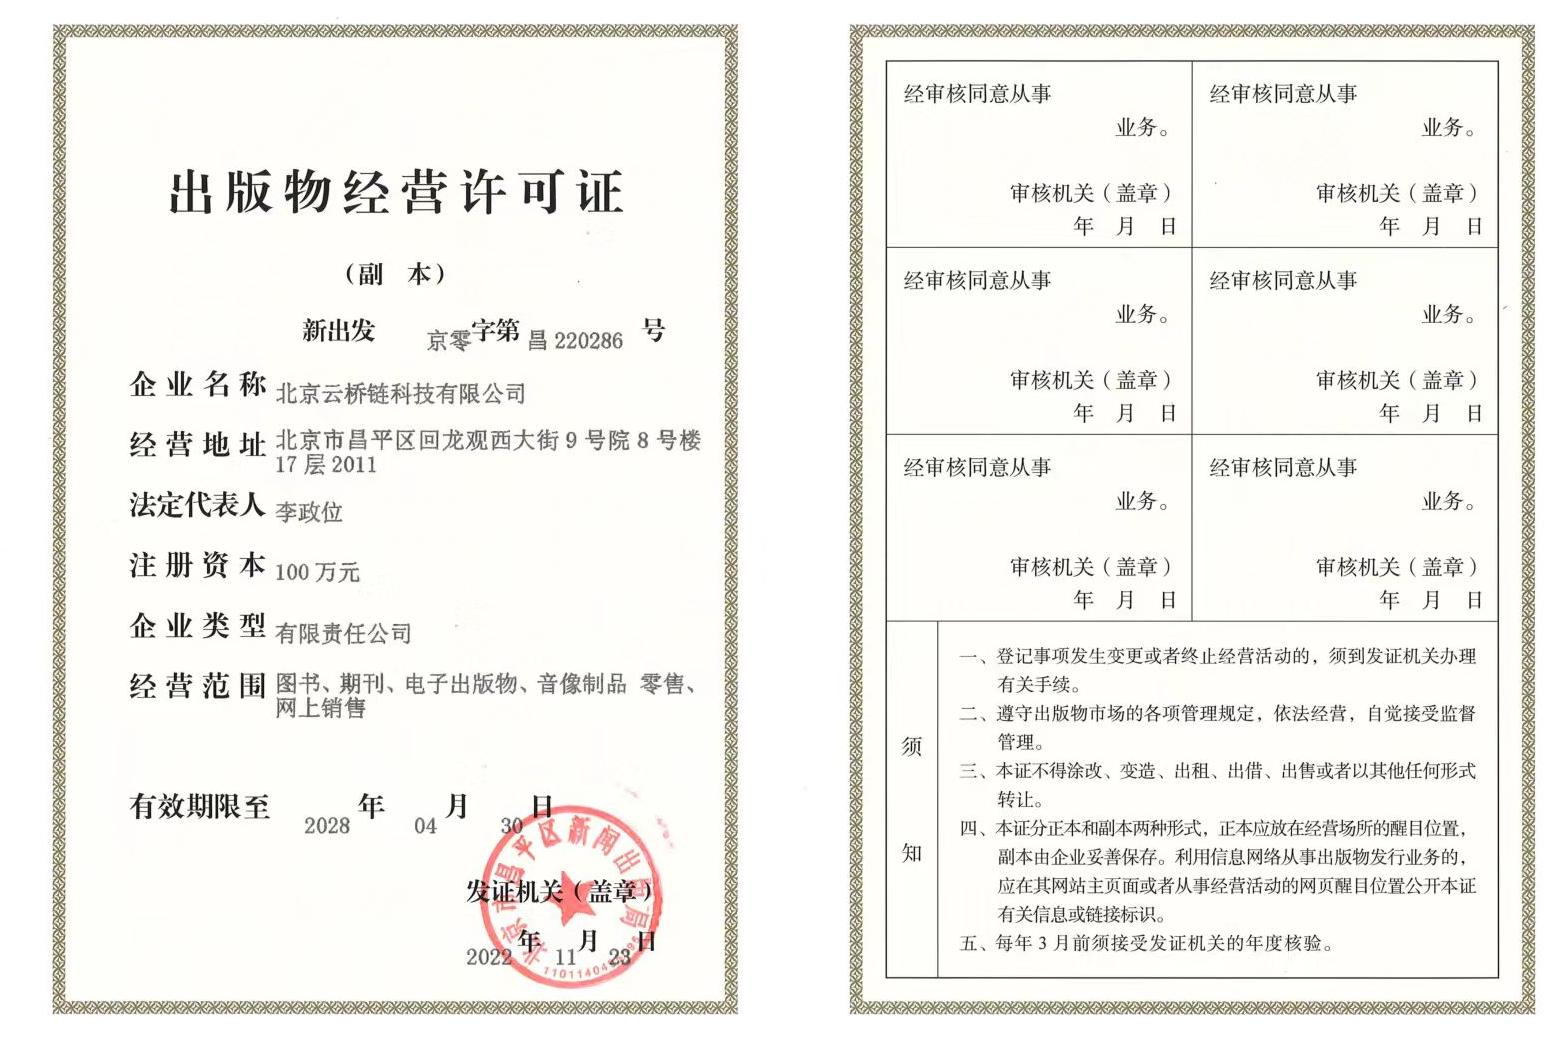 出版物经营许可证
（副 本）
新出发 京零字第 昌220286 号
企业名称 北京云桥链科技有限公司
经营地址 北京市昌平区回龙观西大街9号院8号楼
17层2011
法定代表人 李政位
注册资本 100万元
企业类型 有限责任公司
经营范围 图书、期刊、电子出版物、音像制品 零售、
网上销售
有效期限至 2028 年 04 月 30 日
发证机关（盖章）
2022 年 11 月 23 日
北京市昌平区新闻出版局
经审核同意从事
业务。
审核机关（盖章）
年 月 日
经审核同意从事
业务。
审核机关（盖章）
年 月 日
经审核同意从事
业务。
审核机关（盖章）
年 月 日
经审核同意从事
业务。
审核机关（盖章）
年 月 日
经审核同意从事
业务。
审核机关（盖章）
年 月 日
经审核同意从事
业务。
审核机关（盖章）
年 月 日
须知
一、登记事项发生变更或者终止经营活动的，须到发证机关办理
有关手续。
二、遵守出版物市场的各项管理规定，依法经营，自觉接受监督
管理。
三、本证不得涂改、变造、出租、出借、出售或者以其他任何形式
转让。
四、本证分正本和副本两种形式，正本应放在经营场所的醒目位置，
副本由企业妥善保存。利用信息网络从事出版物发行业务的，
应在其网站主页面或者从事经营活动的网页醒目位置公开本证
有关信息或链接标识。
五、每年3月前须接受发证机关的年度核验。